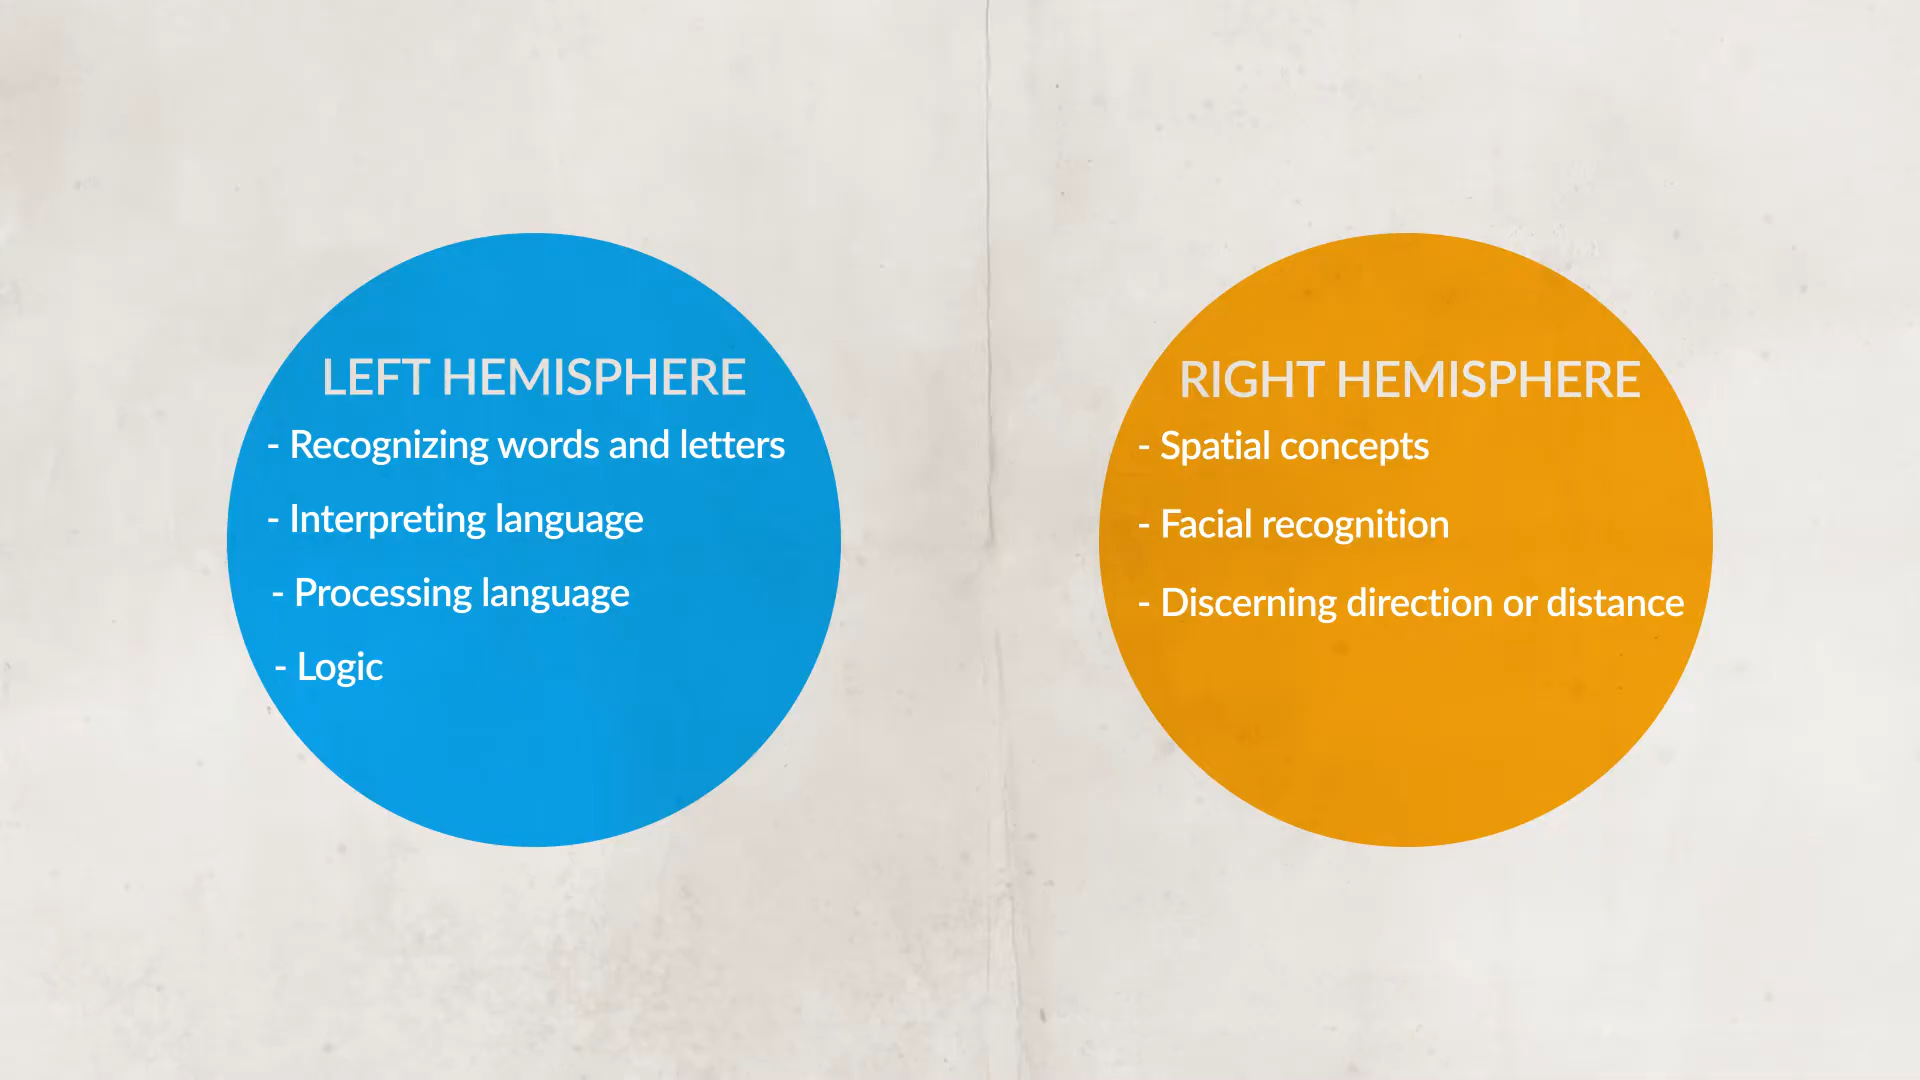 LEFT HEMISPHERE
- Recognizing words and letters
- Interpreting language
- Processing language
- Logic
RIGHT HEMISPHERE
- Spatial concepts
- Facial recognition
- Discerning direction or distance